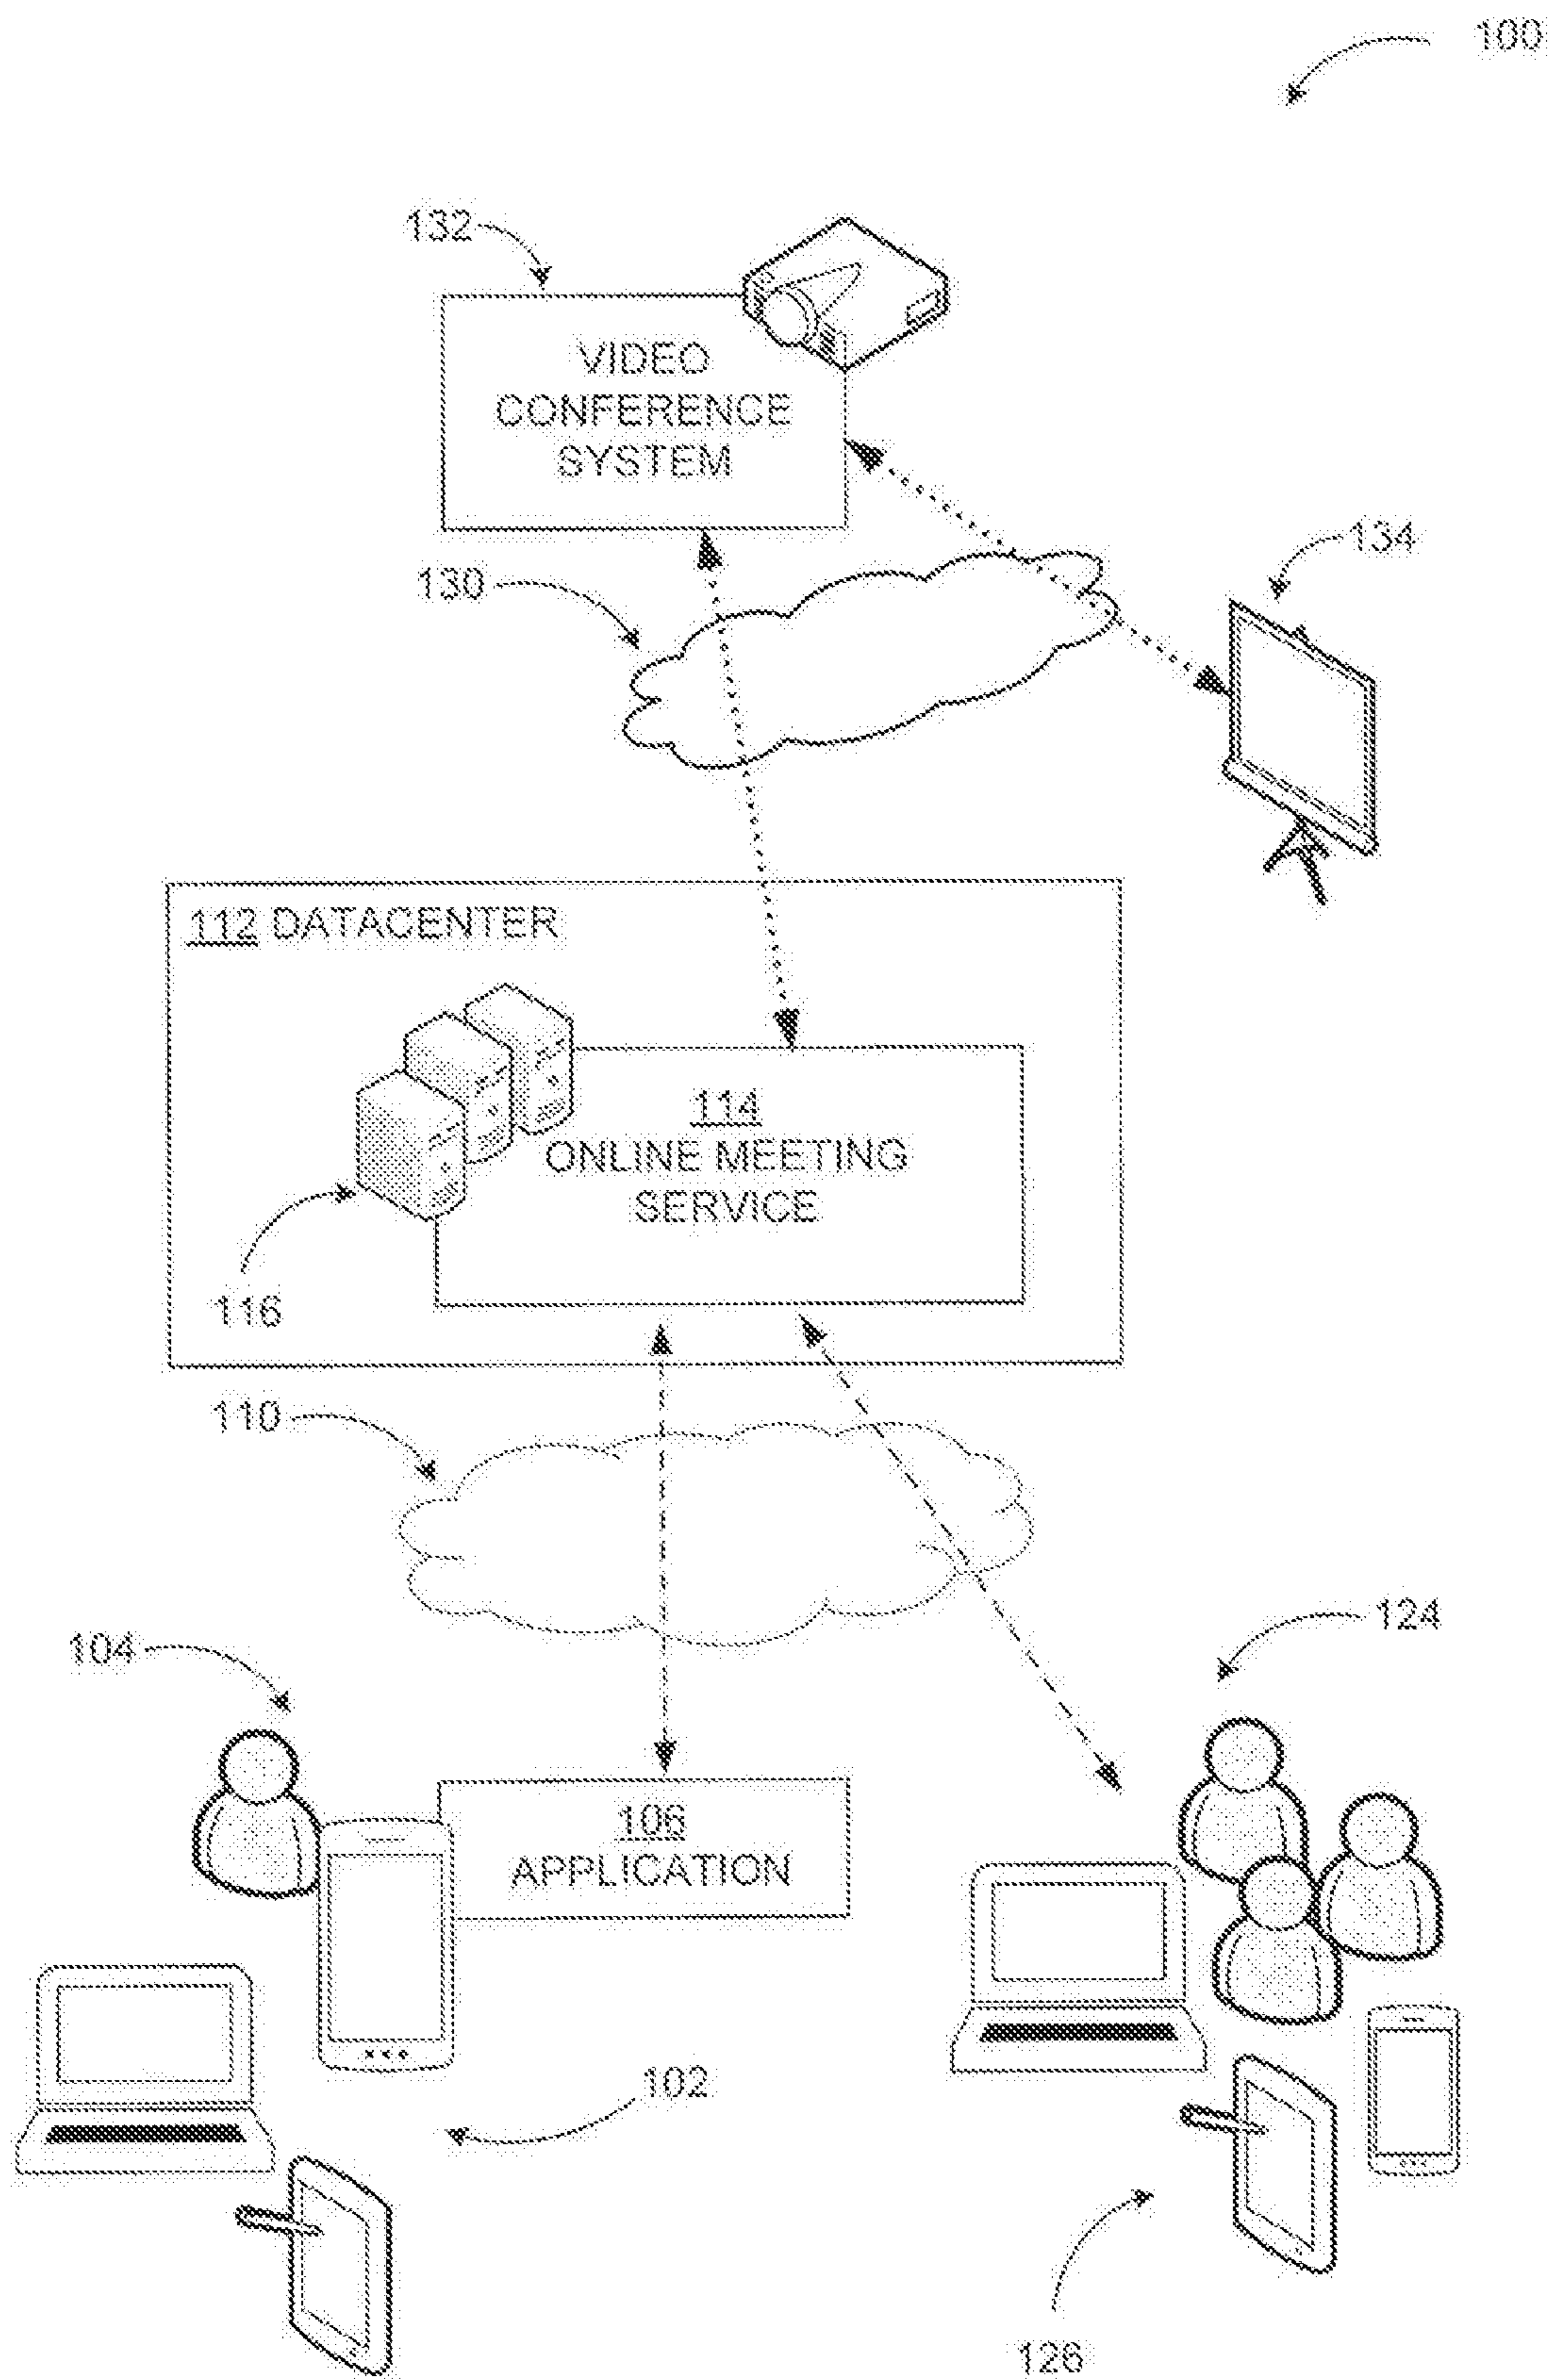 100
132
VIDEO
CONFERENCE
SYSTEM
134
130
112 DATACENTER
114
ONLINE MEETING
SERVICE
116
110
124
104
106
APPLICATION
102
126